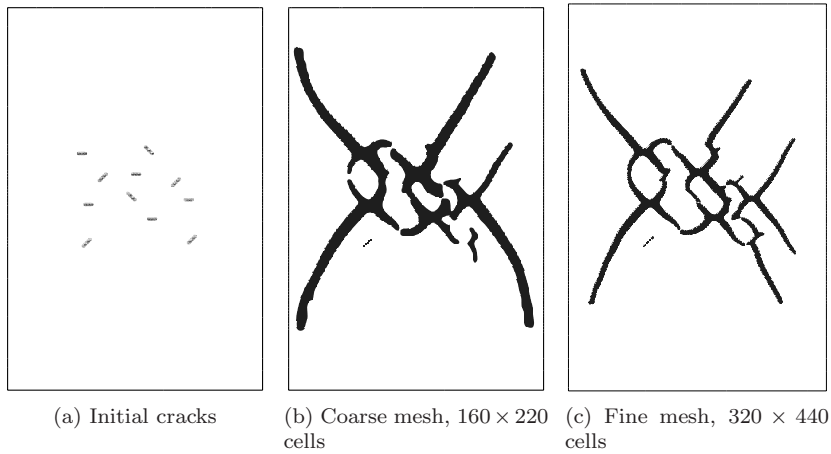 (a) Initial cracks
(b) Coarse mesh, 160 × 220
cells
(c) Fine mesh, 320 × 440
cells